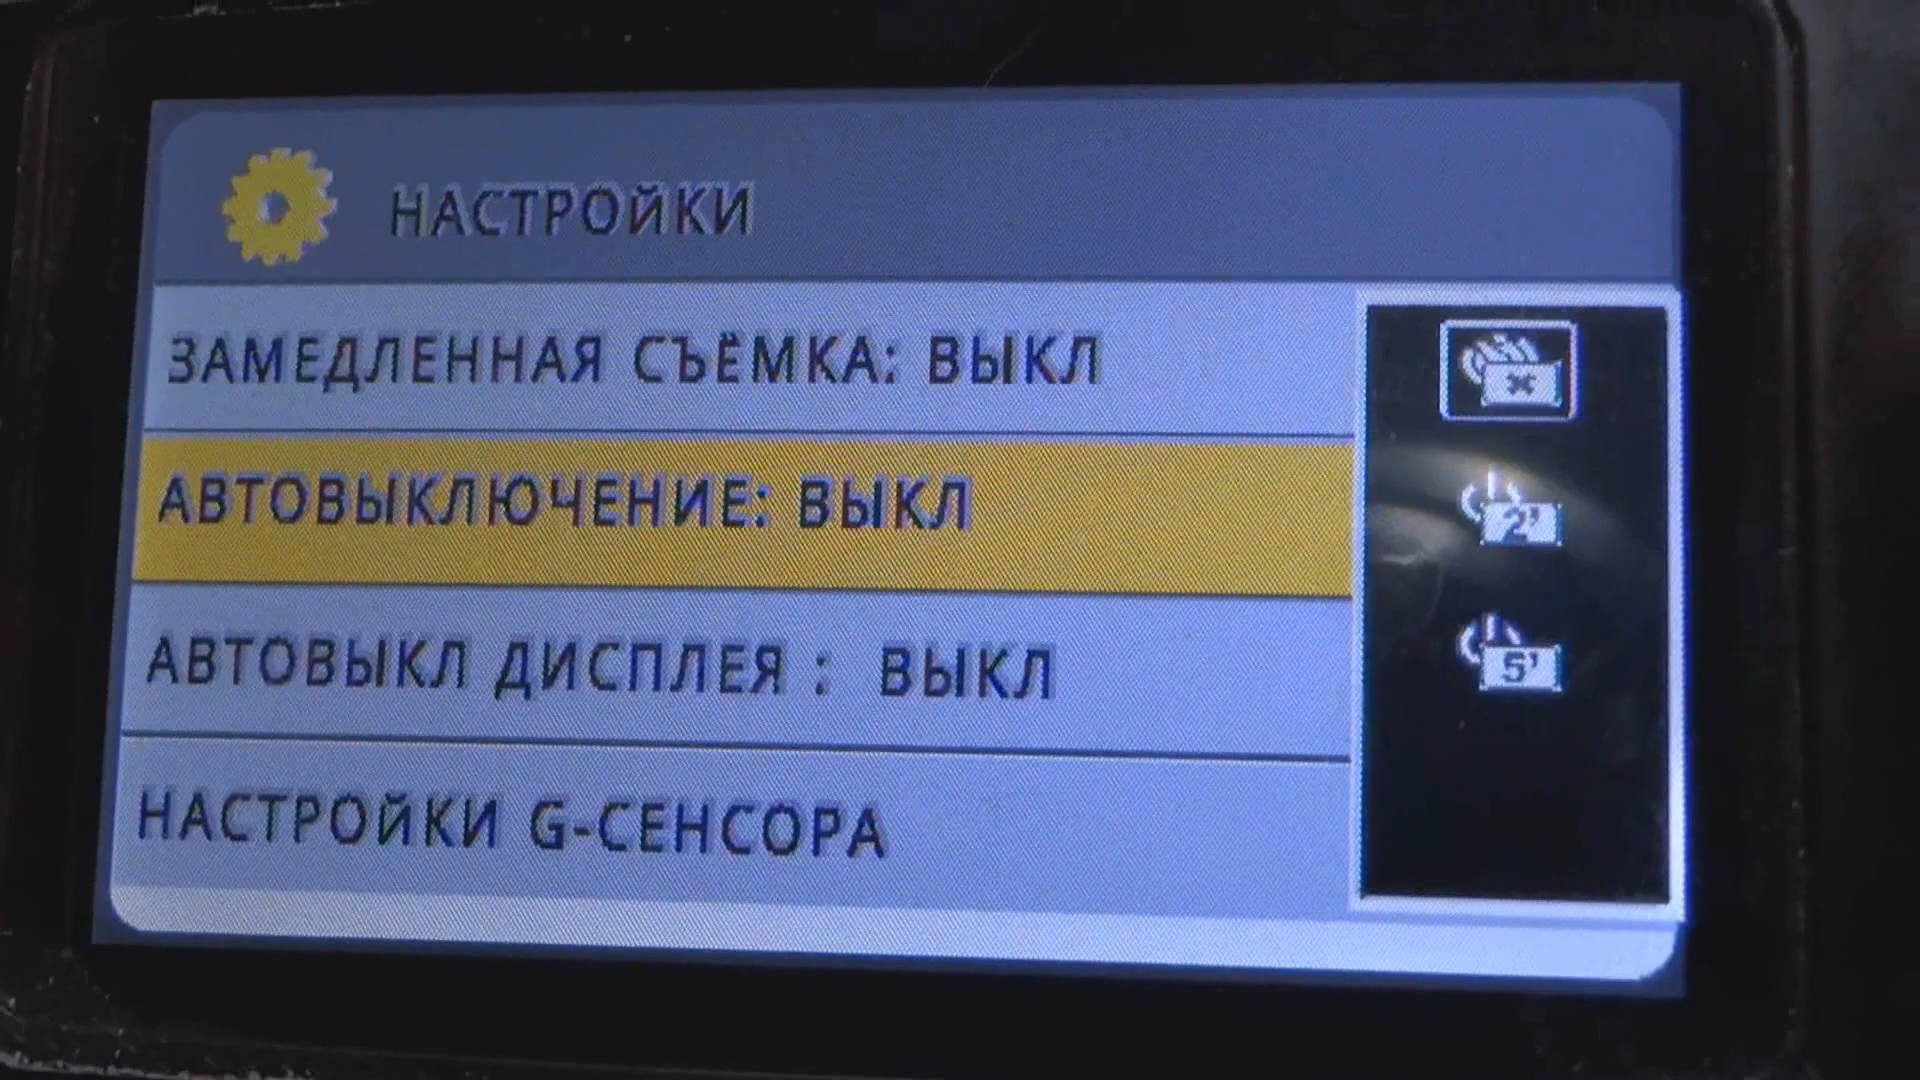 НАСТРОЙКИ
ЗАМЕДЛЕННАЯ СЪЁМКА: ВЫКЛ
АВТОВЫКЛЮЧЕНИЕ: ВЫКЛ
2'
АВТОВЫКЛ ДИСПЛЕЯ : ВЫКЛ
5'
НАСТРОЙКИ G-СЕНСОРА